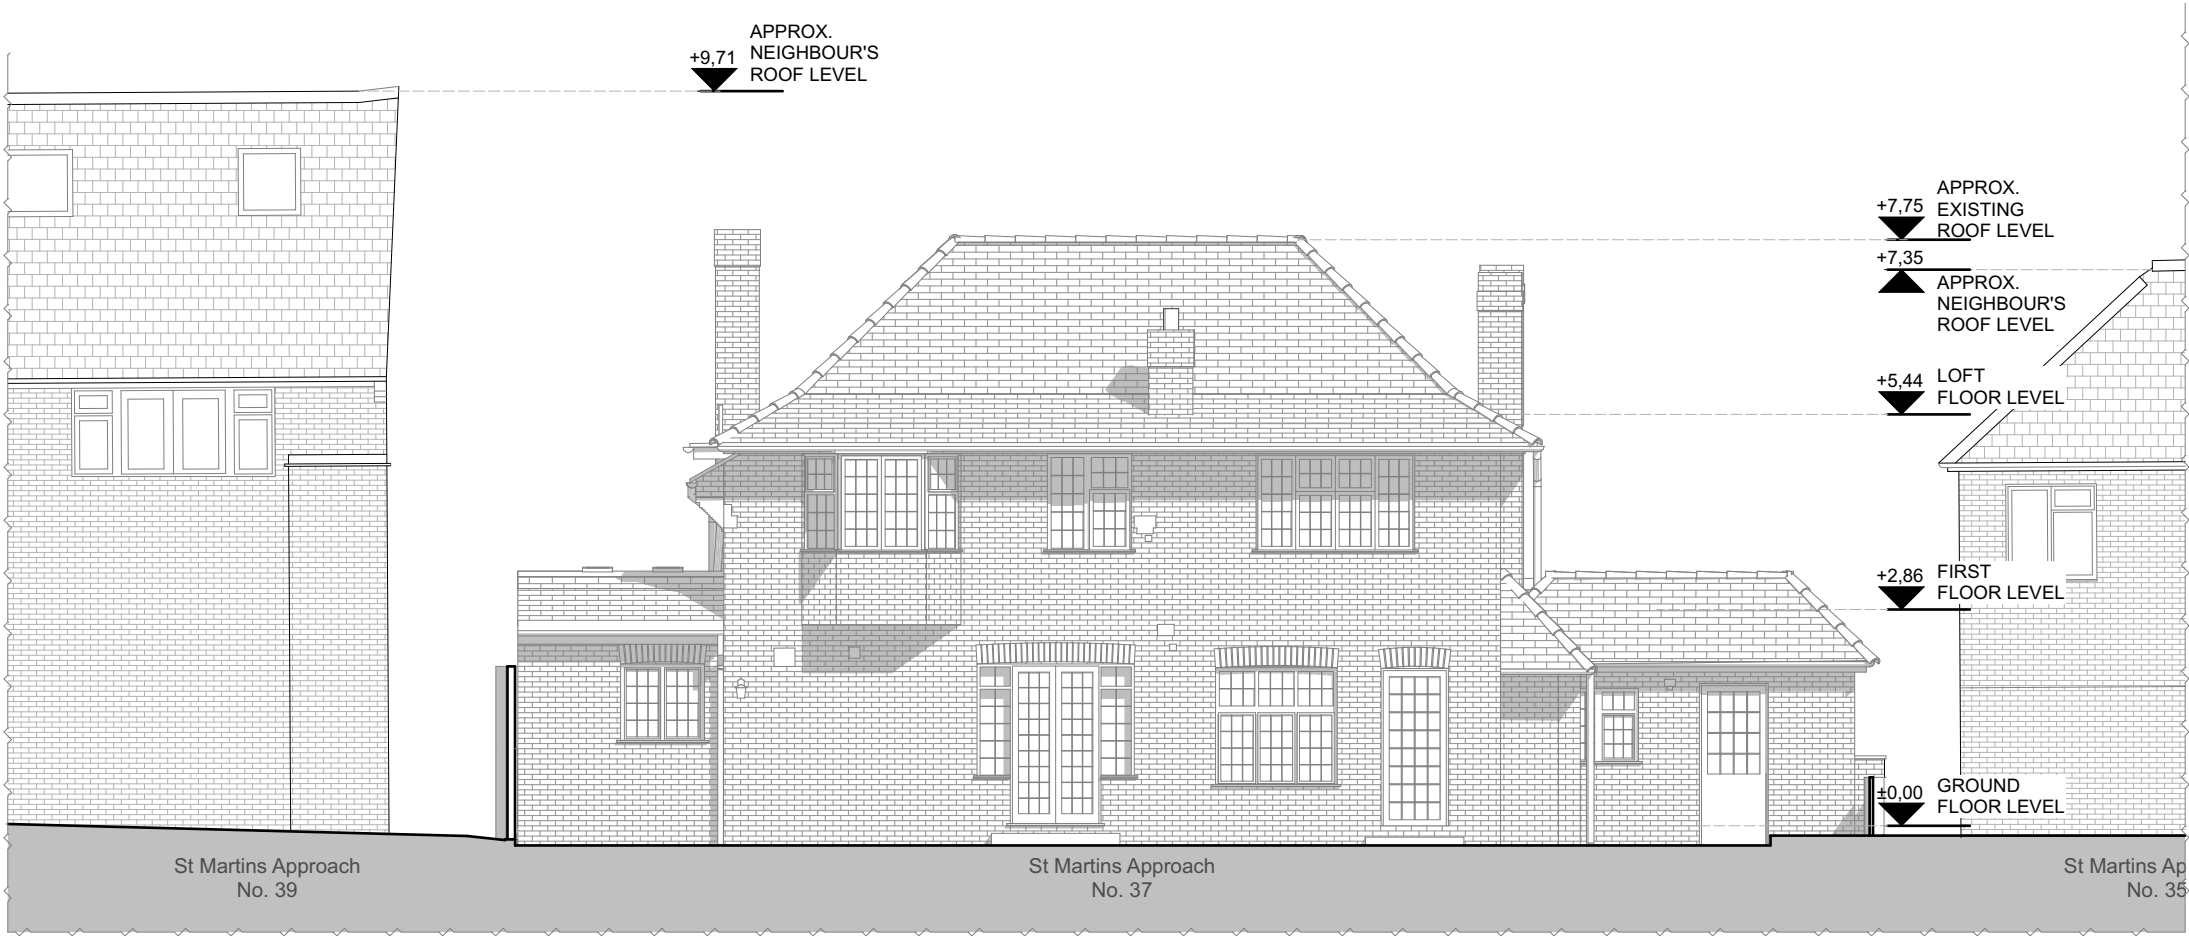 APPROX.
+9,71 NEIGHBOUR'S
ROOF LEVEL
APPROX.
+7,75 EXISTING
ROOF LEVEL
+7,35
APPROX.
NEIGHBOUR'S
ROOF LEVEL
+5,44 LOFT
FLOOR LEVEL
+2,86 FIRST
FLOOR LEVEL
±0,00 GROUND
FLOOR LEVEL
St Martins Approach
No. 39
St Martins Approach
No. 37
St Martins Ap
No. 35